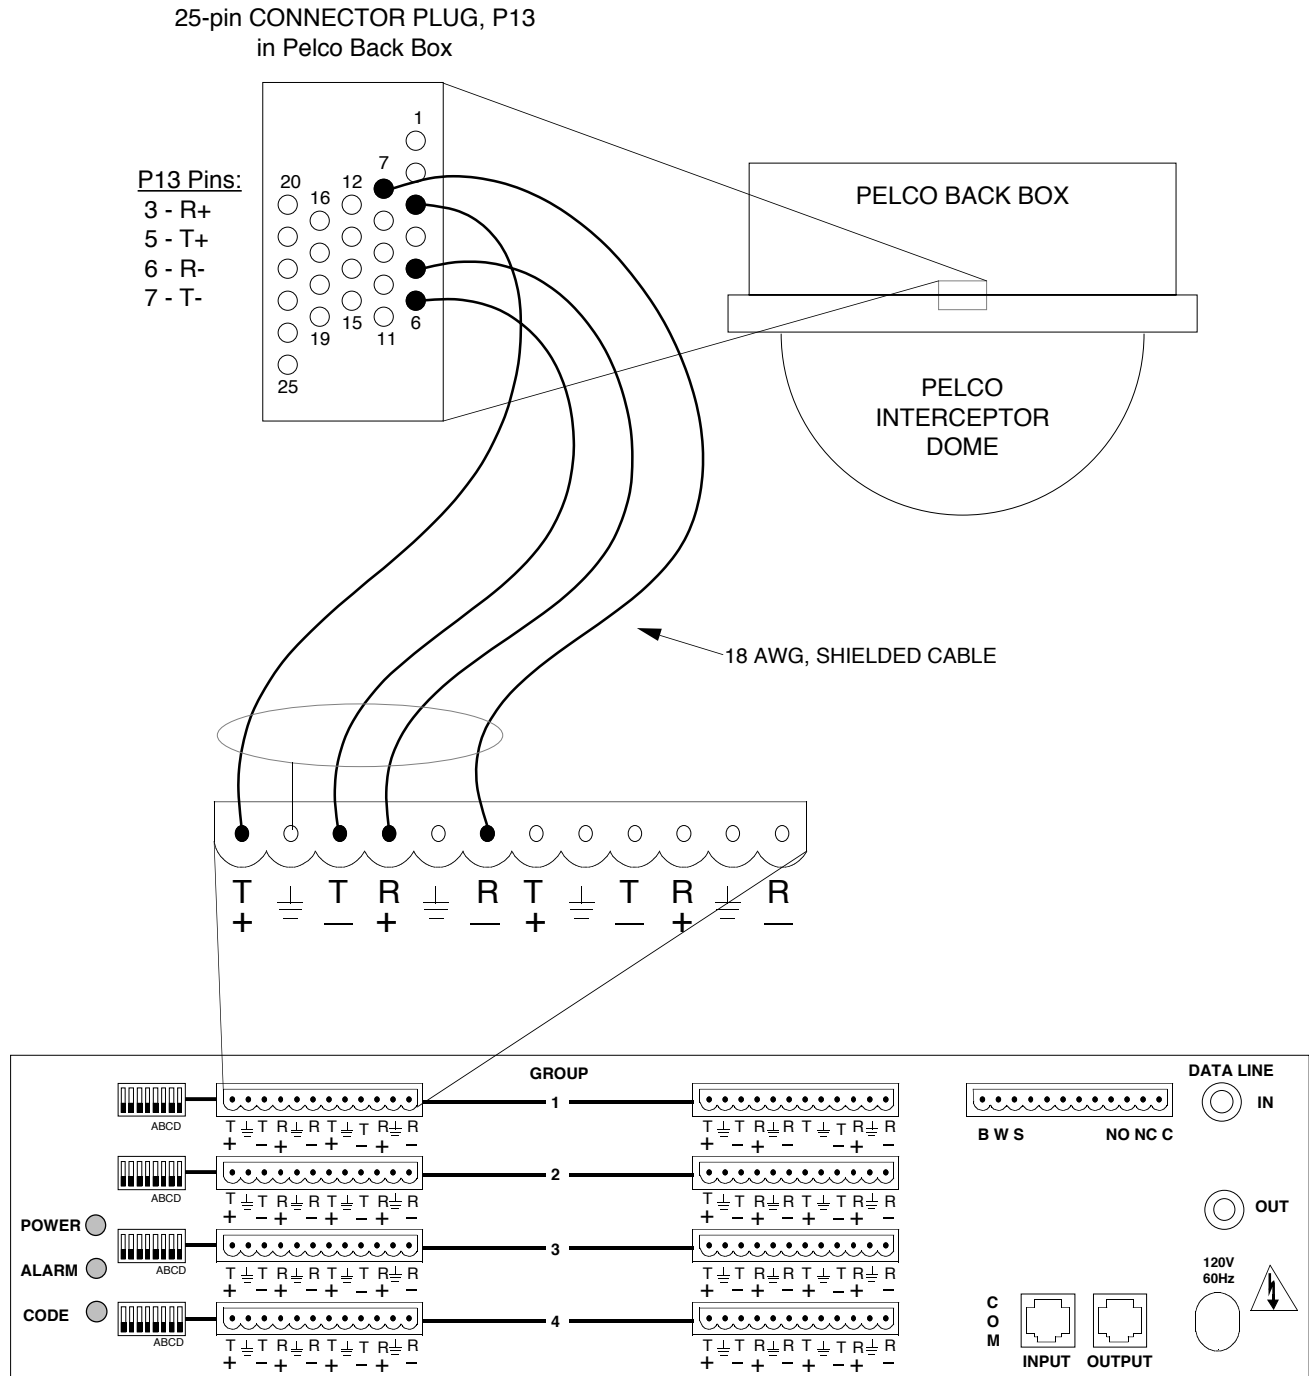 25-pin CONNECTOR PLUG, P13
in Pelco Back Box
1
7
20 16 12
P13 Pins:
3 - R+
5 - T+
6 - R-
7 - T-
19 15 11 6
25
PELCO BACK BOX
PELCO
INTERCEPTOR
DOME
18 AWG, SHIELDED CABLE
T T R R T T R R
+ — + — + — + —
GROUP
DATA LINE
1
IN
ABCD
T T R R T T R R T T R R T T R R
+ − + − + − + − + − + − + − + −
B W S NO NC C
2
ABCD
T T R R T T R R T T R R T T R R
+ − + − + − + − + − + − + − + −
OUT
POWER
3
ABCD
ALARM
T T R R T T R R T T R R T T R R
+ − + − + − + − + − + − + − + −
120V
60Hz
CODE
4
ABCD
T T R R T T R R T T R R T T R R
+ − + − + − + − + − + − + − + −
C
O
M
INPUT OUTPUT